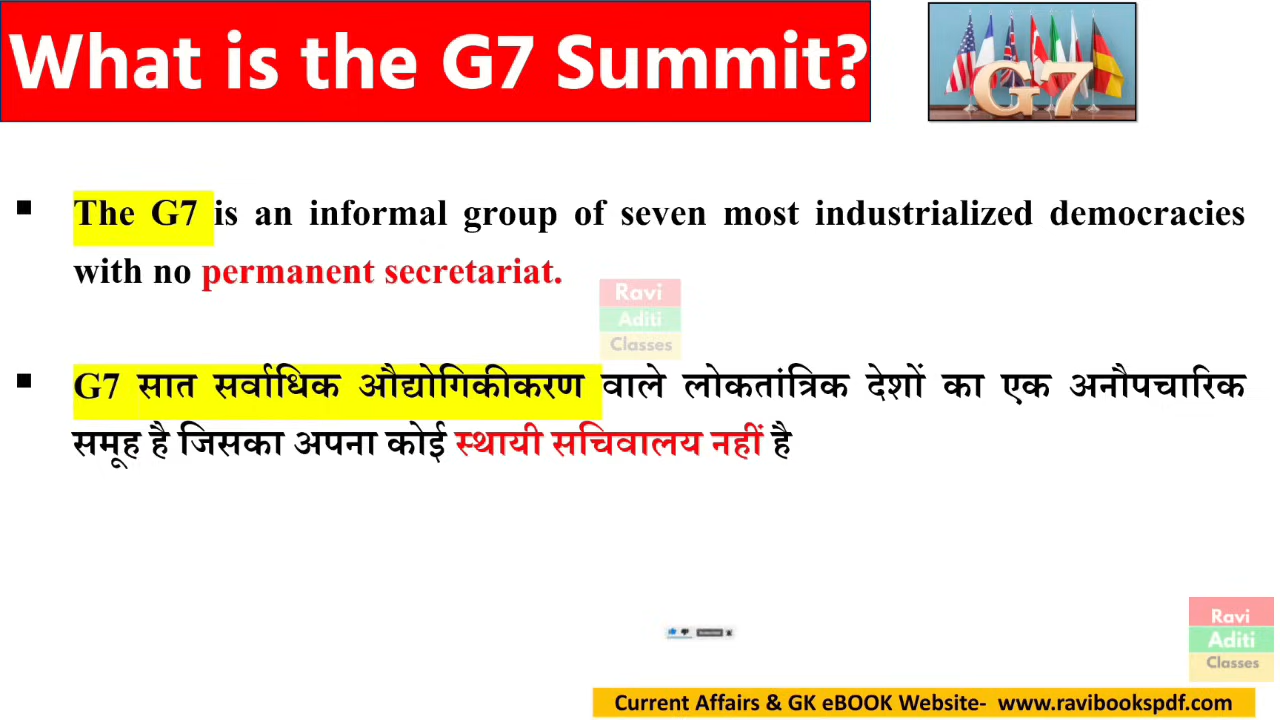 What is the G7 Summit?
G7
The G7 is an informal group of seven most industrialized democracies
with no permanent secretariat.
Ravi
Aditi
Classes
G7 सात सर्वाधिक औद्योगिकीकरण वाले लोकतांत्रिक देशों का एक अनौपचारिक
समूह है जिसका अपना कोई स्थायी सचिवालय नहीं है
Ravi
Aditi
Classes
Current Affairs & GK eBOOK Website- www.ravibookspdf.com